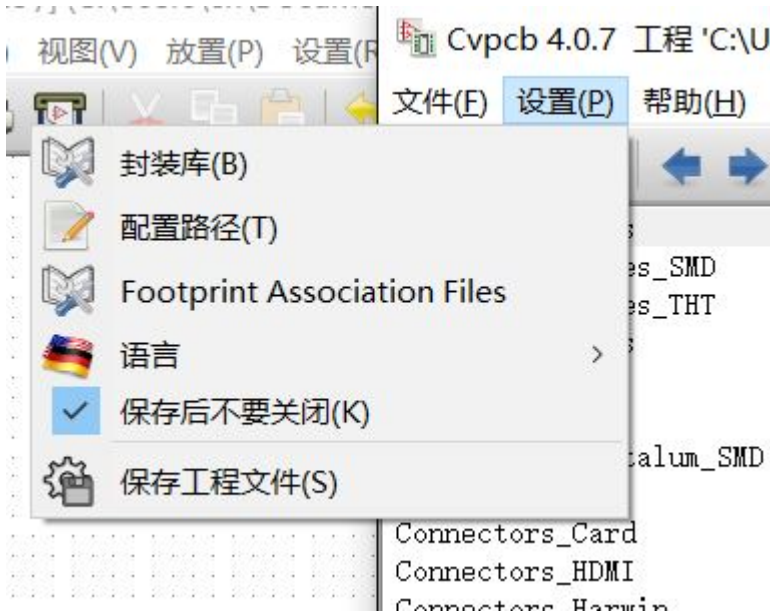 视图(V) 放置(P) 设置(R
Cvpcb 4.0.7 工程 'C:\U
文件(F) 设置(P) 帮助(H)
封装库(B)
配置路径(T)
Footprint Association Files
语言
保存后不要关闭(K)
保存工程文件(S)
s
es_SMD
es_THT
s
talum_SMD
Connectors_Card
Connectors_HDMI
Connectors_Harwin